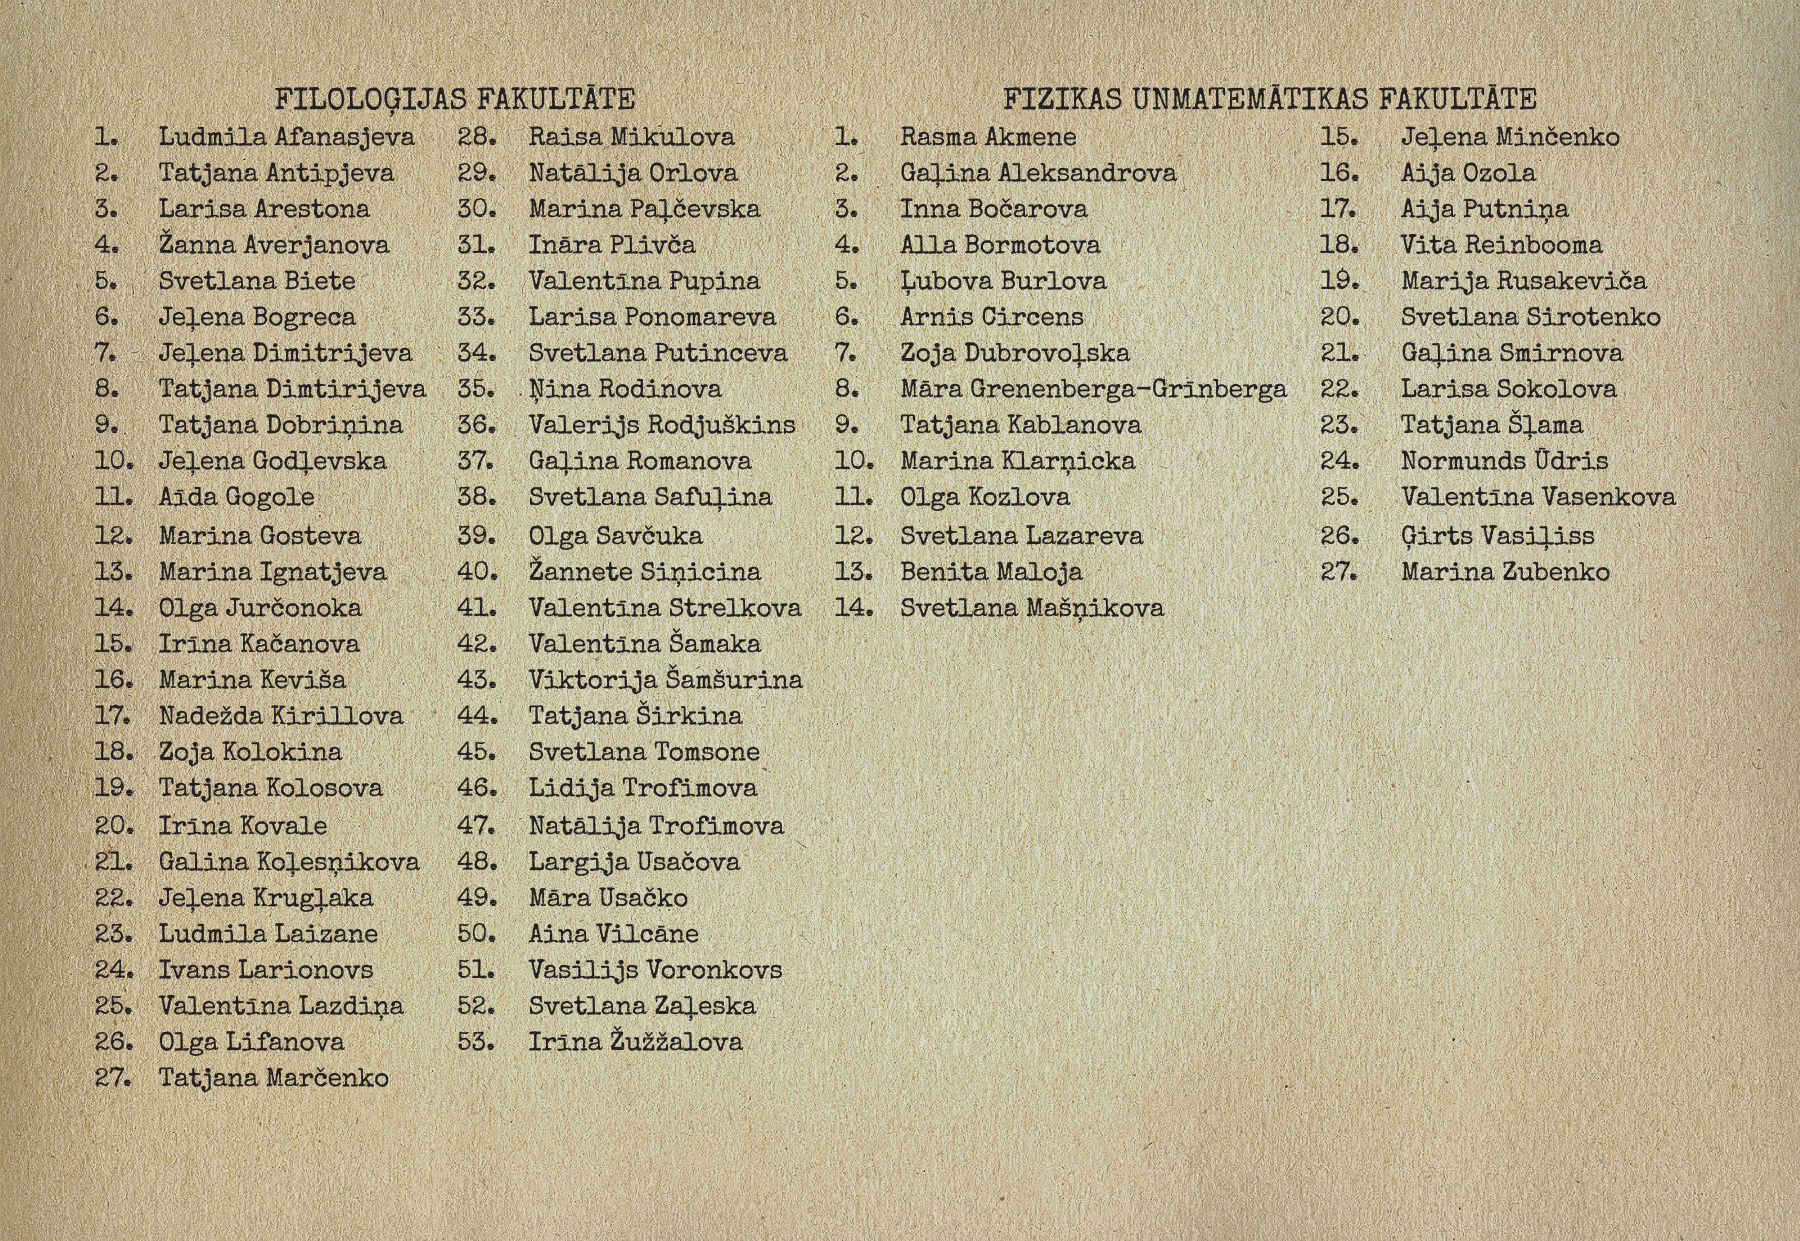 FILOLOĢIJAS FAKULTĀTE
1. Ludmila Afanasjeva
2. Tatjana Antipjeva
3. Larisa Arestona
4. Žanna Averjanova
5. Svetlana Biete
6. Jeļena Bogreca
7. Jeļena Dimitrijeva
8. Tatjana Dimtirijeva
9. Tatjana Dobriņina
10. Jeļena Godļevska
11. Aīda Gogole
12. Marina Gosteva
13. Marina Ignatjeva
14. Olga Jurčonoka
15. Irīna Kačanova
16. Marina Keviša
17. Nadežda Kirillova
18. Zoja Kolokina
19. Tatjana Kolosova
20. Irīna Kovale
21. Galina Koļesņikova
22. Jeļena Krugļaka
23. Ludmila Laizane
24. Ivans Larionovs
25. Valentīna Lazdiņa
26. Olga Lifanova
27. Tatjana Marčenko
28. Raisa Mikulova
29. Natālija Orlova
30. Marina Paļčevska
31. Ināra Plivča
32. Valentīna Pupina
33. Larisa Ponomareva
34. Svetlana Putinceva
35. Ņina Rodinova
36. Valerijs Rodjuškins
37. Gaļina Romanova
38. Svetlana Safuļina
39. Olga Savčuka
40. Žannete Siņicina
41. Valentīna Strelkova
42. Valentīna Šamaka
43. Viktorija Šamšurina
44. Tatjana Širkina
45. Svetlana Tomsone
46. Lidija Trofimova
47. Natālija Trofimova
48. Largija Usačova
49. Māra Usačko
50. Aina Vilcāne
51. Vasilijs Voronkovs
52. Svetlana Zaļeska
53. Irīna Žužžalova
FIZIKAS UNMATEMĀTIKAS FAKULTĀTE
1. Rasma Akmene
2. Gaļina Aleksandrova
3. Inna Bočarova
4. Alla Bormotova
5. Ļubova Burlova
6. Arnis Circens
7. Zoja Dubrovoļska
8. Māra Grenenberga-Grīnberga
9. Tatjana Kablanova
10. Marina Klarņicka
11. Olga Kozlova
12. Svetlana Lazareva
13. Benita Maloja
14. Svetlana Mašņikova
15. Jeļena Minčenko
16. Aija Ozola
17. Aija Putniņa
18. Vita Reinbooma
19. Marija Rusakeviča
20. Svetlana Sirotenko
21. Gaļina Smirnova
22. Larisa Sokolova
23. Tatjana Šļama
24. Normunds Ūdris
25. Valentīna Vasenkova
26. Ģirts Vasiļiss
27. Marina Zubenko